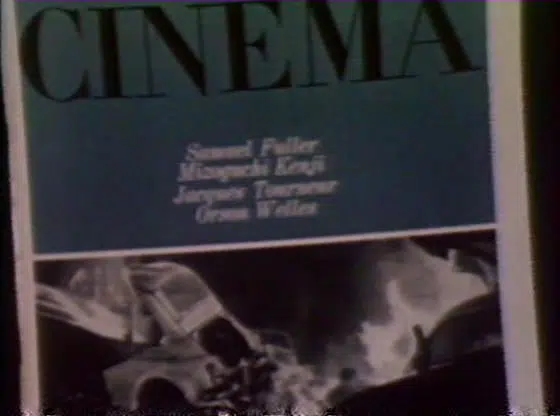 CINEMA
Samuel Fuller
Mizoguchi Kenji
Jacques Tourneur
Orson Welles